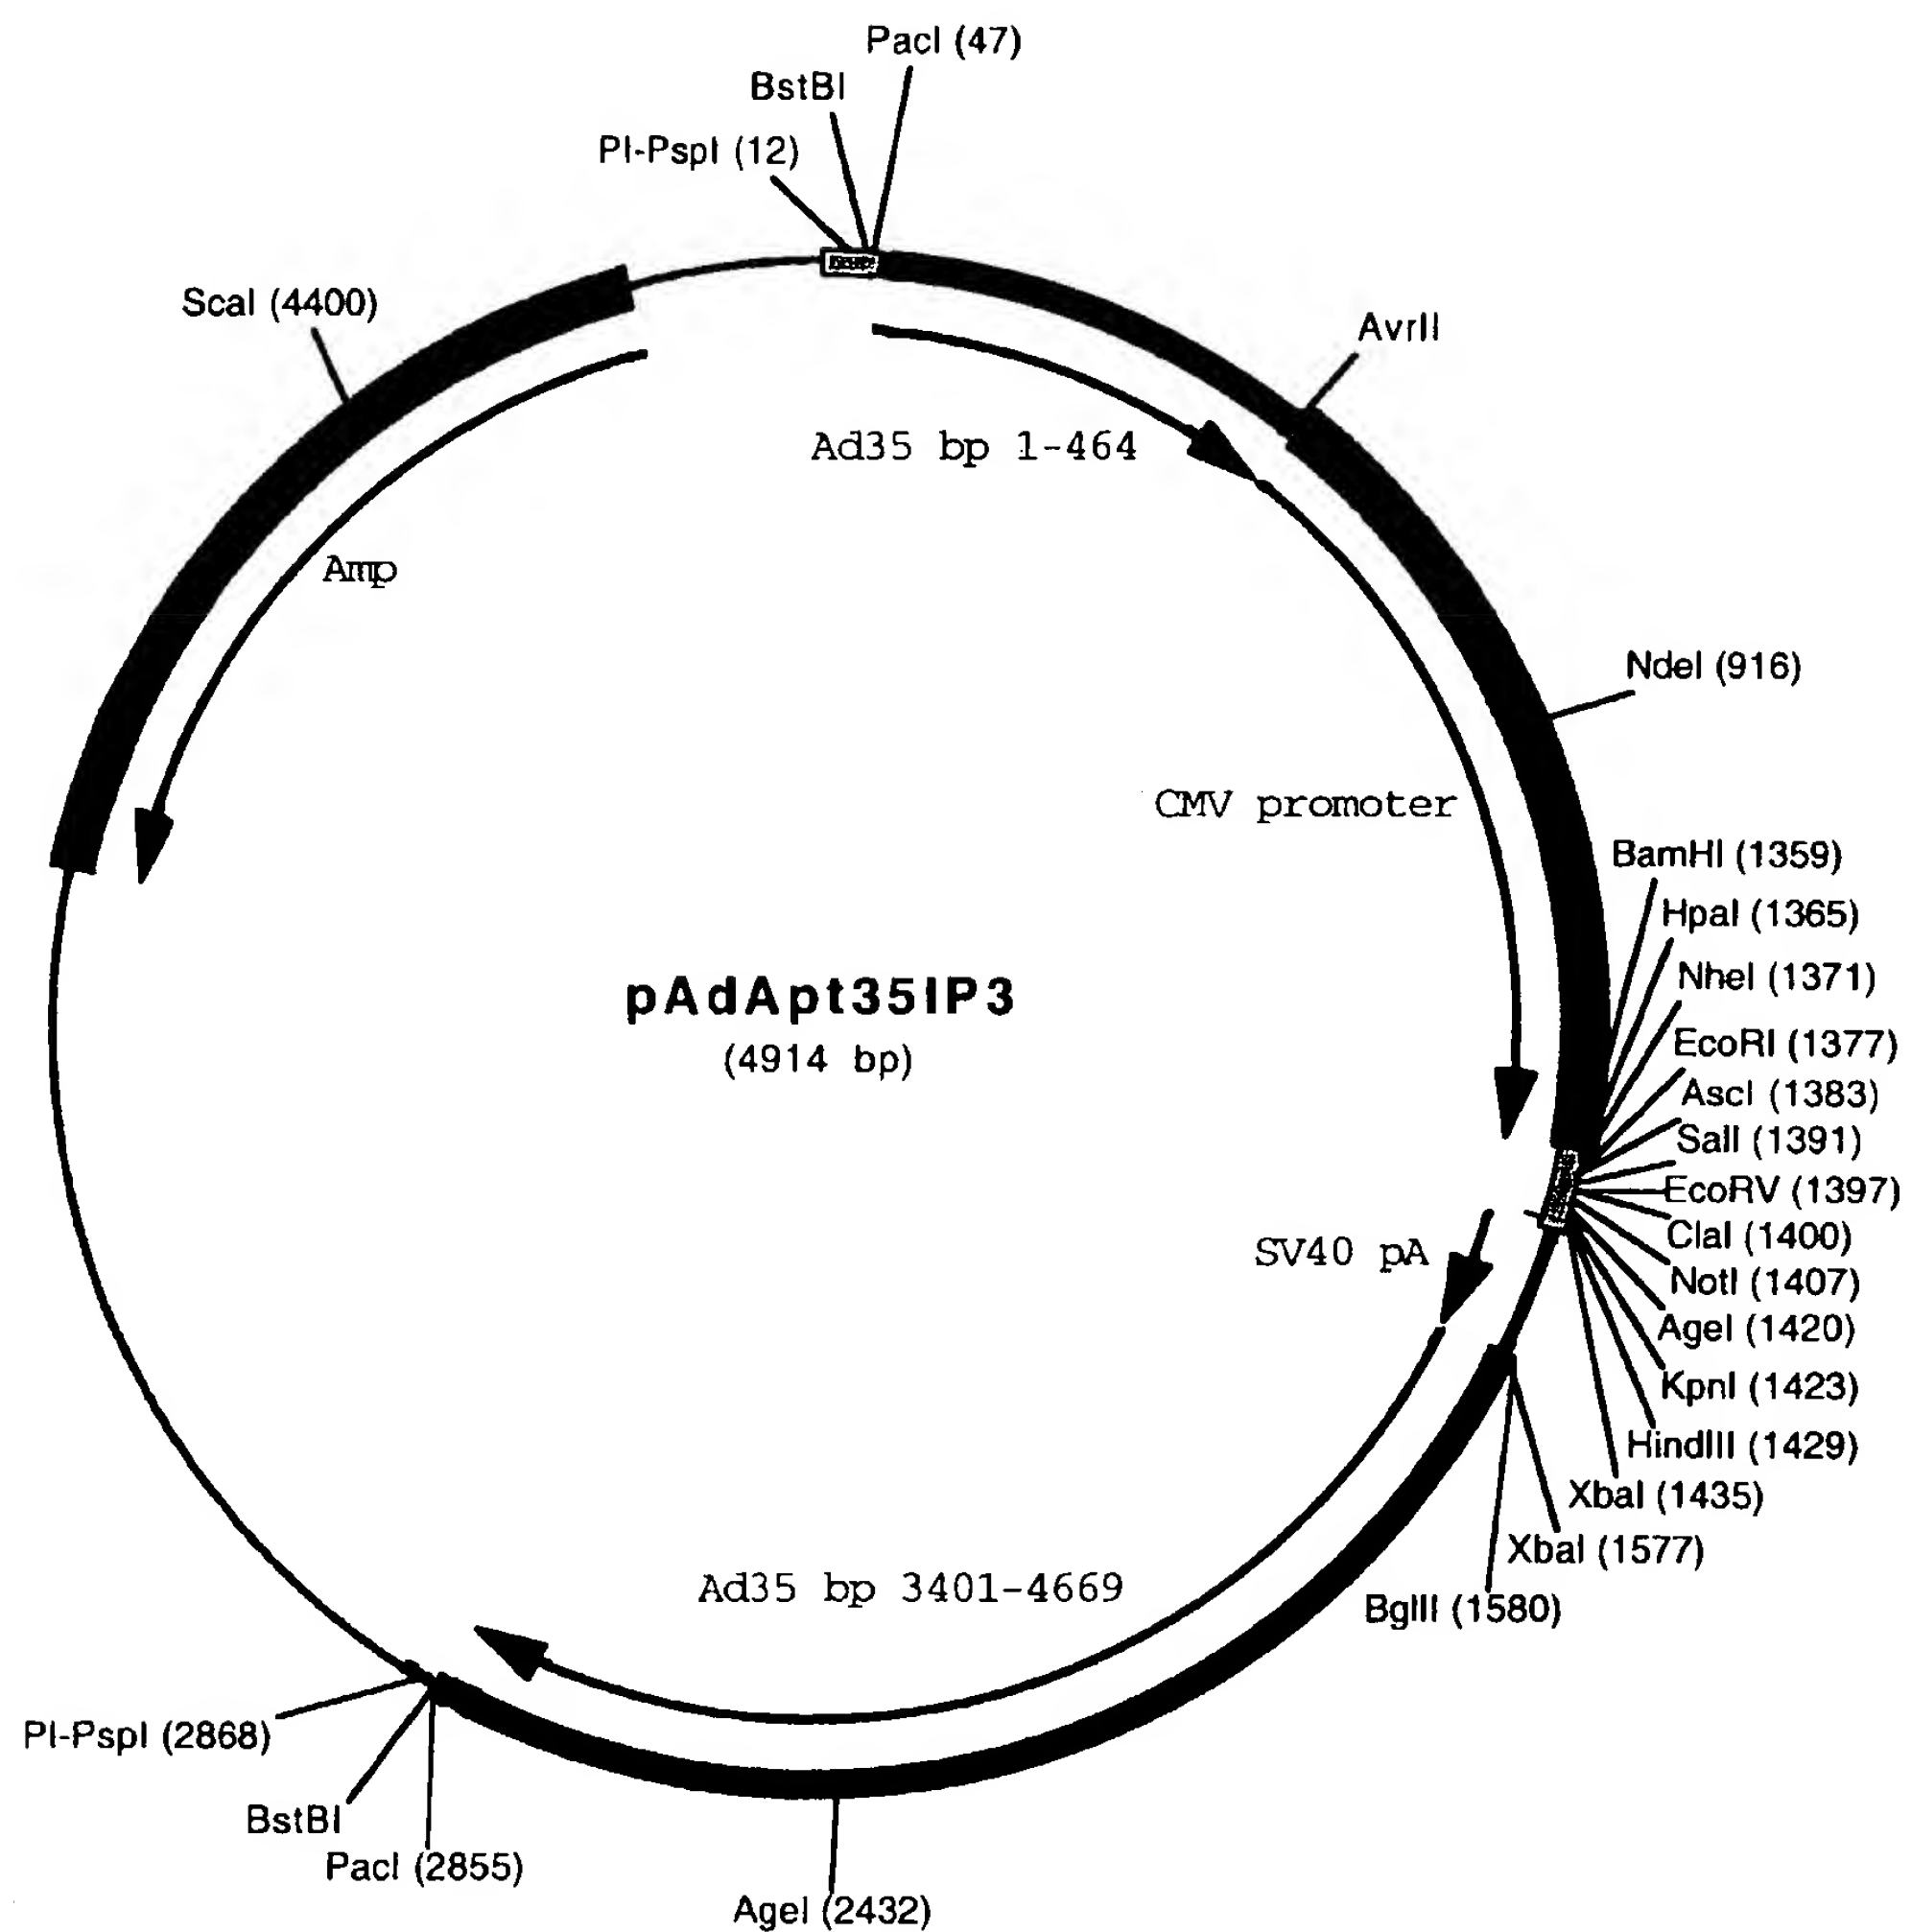 PacI (47)
BstBI
PI-PspI (12)
ScaI (4400)
AvrII
Ad35 bp 1-464
Amp
NdeI (916)
CMV promoter
BamHI (1359)
HpaI (1365)
NheI (1371)
pAdApt35IP3
EcoRI (1377)
(4914 bp)
AscI (1383)
SalI (1391)
EcoRV (1397)
ClaI (1400)
SV40 pA
NotI (1407)
AgeI (1420)
KpnI (1423)
HindIII (1429)
XbaI (1435)
XbaI (1577)
Ad35 bp 3401-4669
BglII (1580)
PI-PspI (2868)
BstBI
PacI (2855)
AgeI (2432)